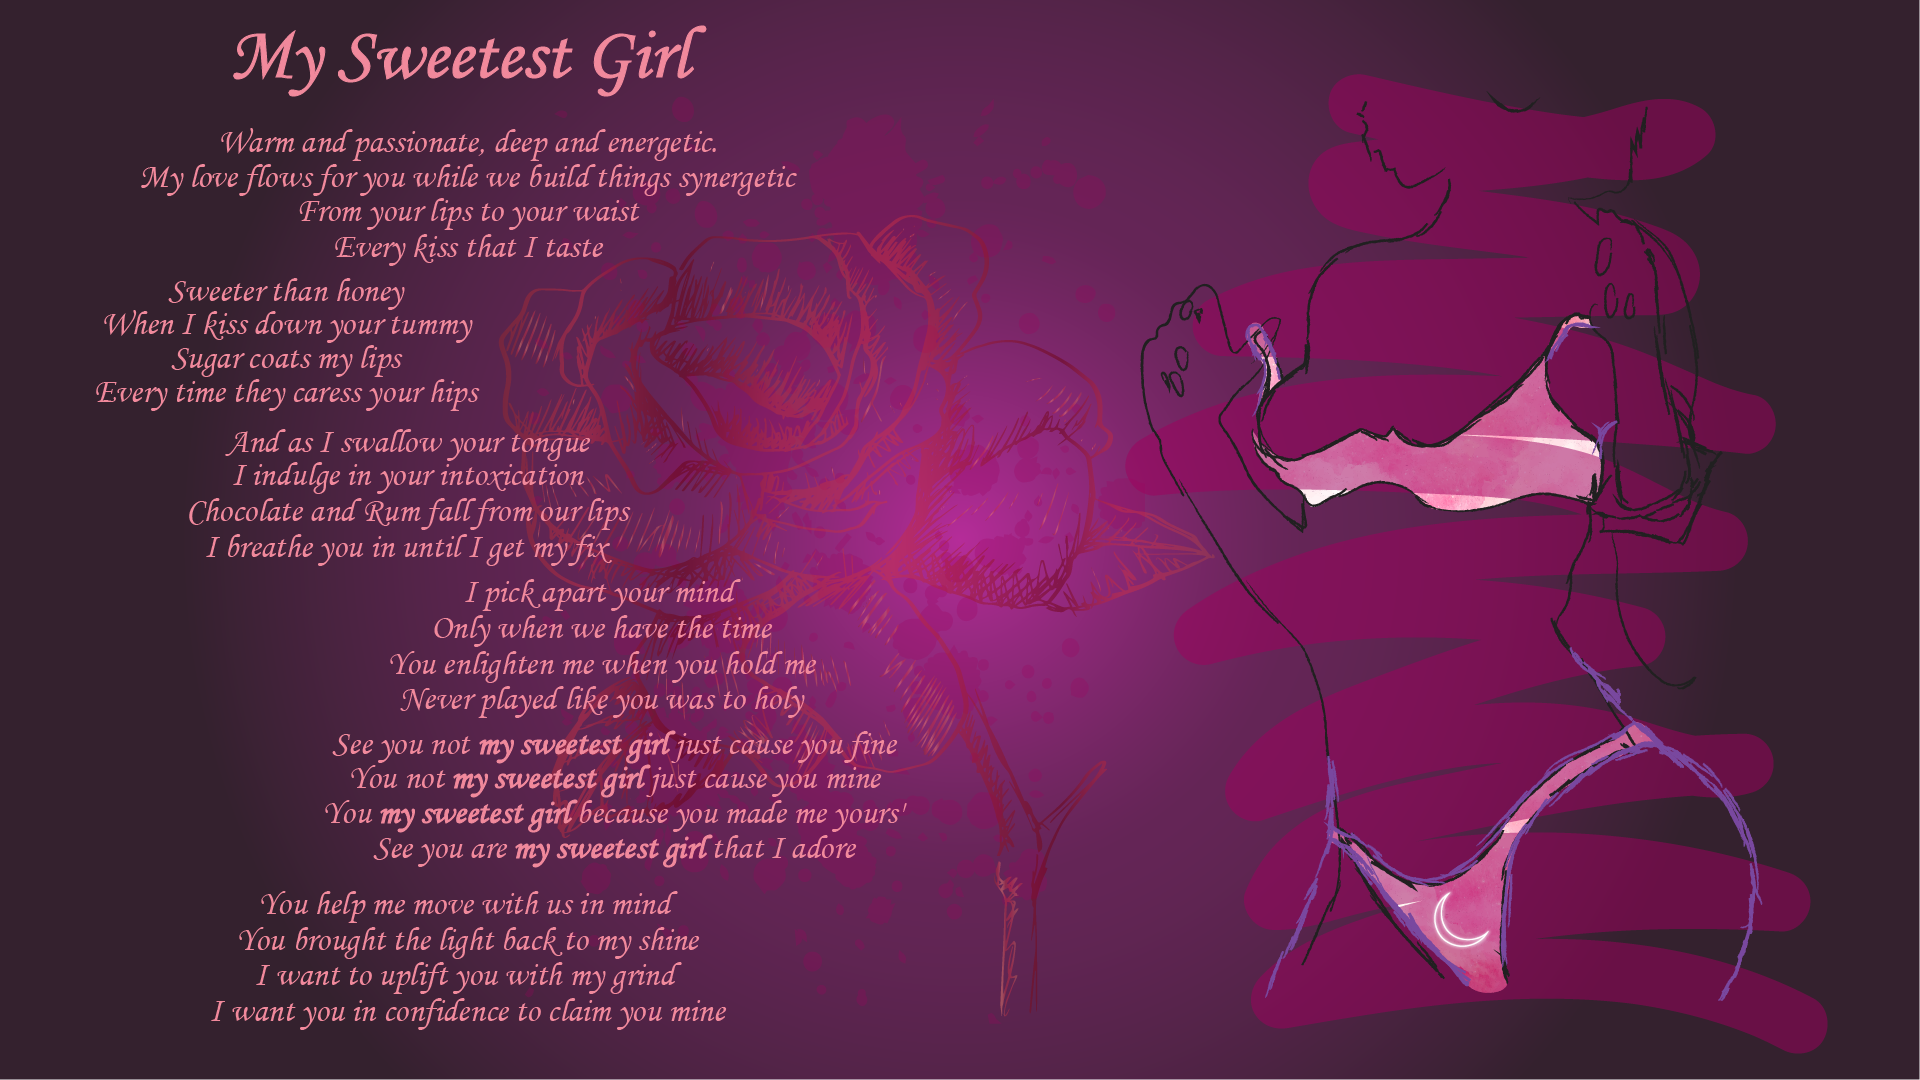 My Sweetest Girl
Warm and passionate, deep and energetic.
My love flows for you while we build things synergetic
From your lips to your waist
Every kiss that I taste
Sweeter than honey
When I kiss down your tummy
Sugar coats my lips
Every time they caress your hips
And as I swallow your tongue
I indulge in your intoxication
Chocolate and Rum fall from our lips
I breathe you in until I get my fix
I pick apart your mind
Only when we have the time
You enlighten me when you hold me
Never played like you was to holy
See you not my sweetest girl just cause you fine
You not my sweetest girl just cause you mine
You my sweetest girl because you made me yours'
See you are my sweetest girl that I adore
You help me move with us in mind
You brought the light back to my shine
I want to uplift you with my grind
I want you in confidence to claim you mine